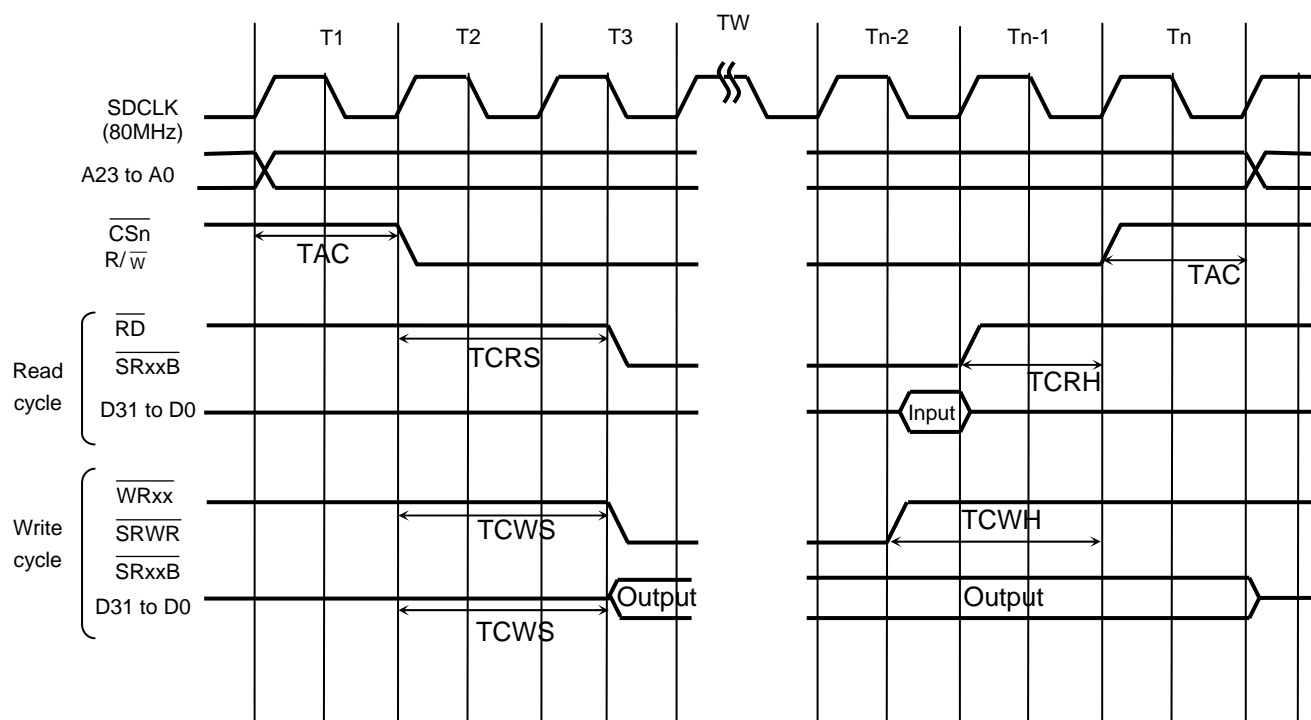 T1 T2 T3 TW Tn-2 Tn-1 Tn
SDCLK
(80MHz)
A23 to A0
CSn
R/W
TAC
TAC
Read
cycle
RD
SRxxB
TCRS
TCRH
D31 to D0
Input
Write
cycle
WRxx
SRWR
SRxxB
TCWS
TCWH
D31 to D0
Output
Output
TCWS